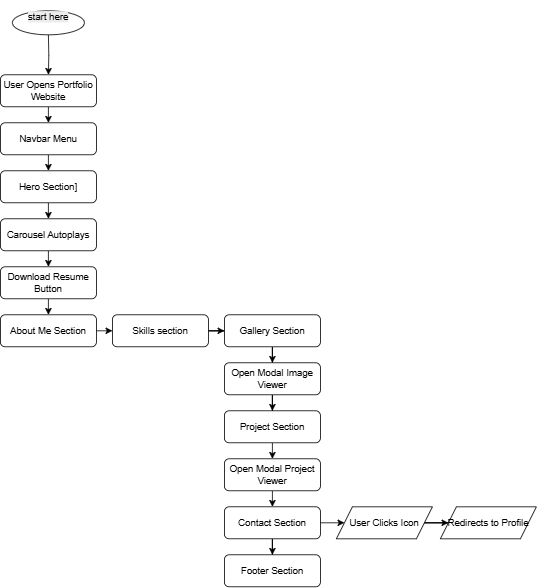 start here
User Opens Portfolio
Website
Navbar Menu
Hero Section]
Carousel Autoplays
Download Resume
Button
About Me Section
Skills section
Gallery Section
Open Modal Image
Viewer
Project Section
Open Modal Project
Viewer
Contact Section
User Clicks Icon
Redirects to Profile
Footer Section